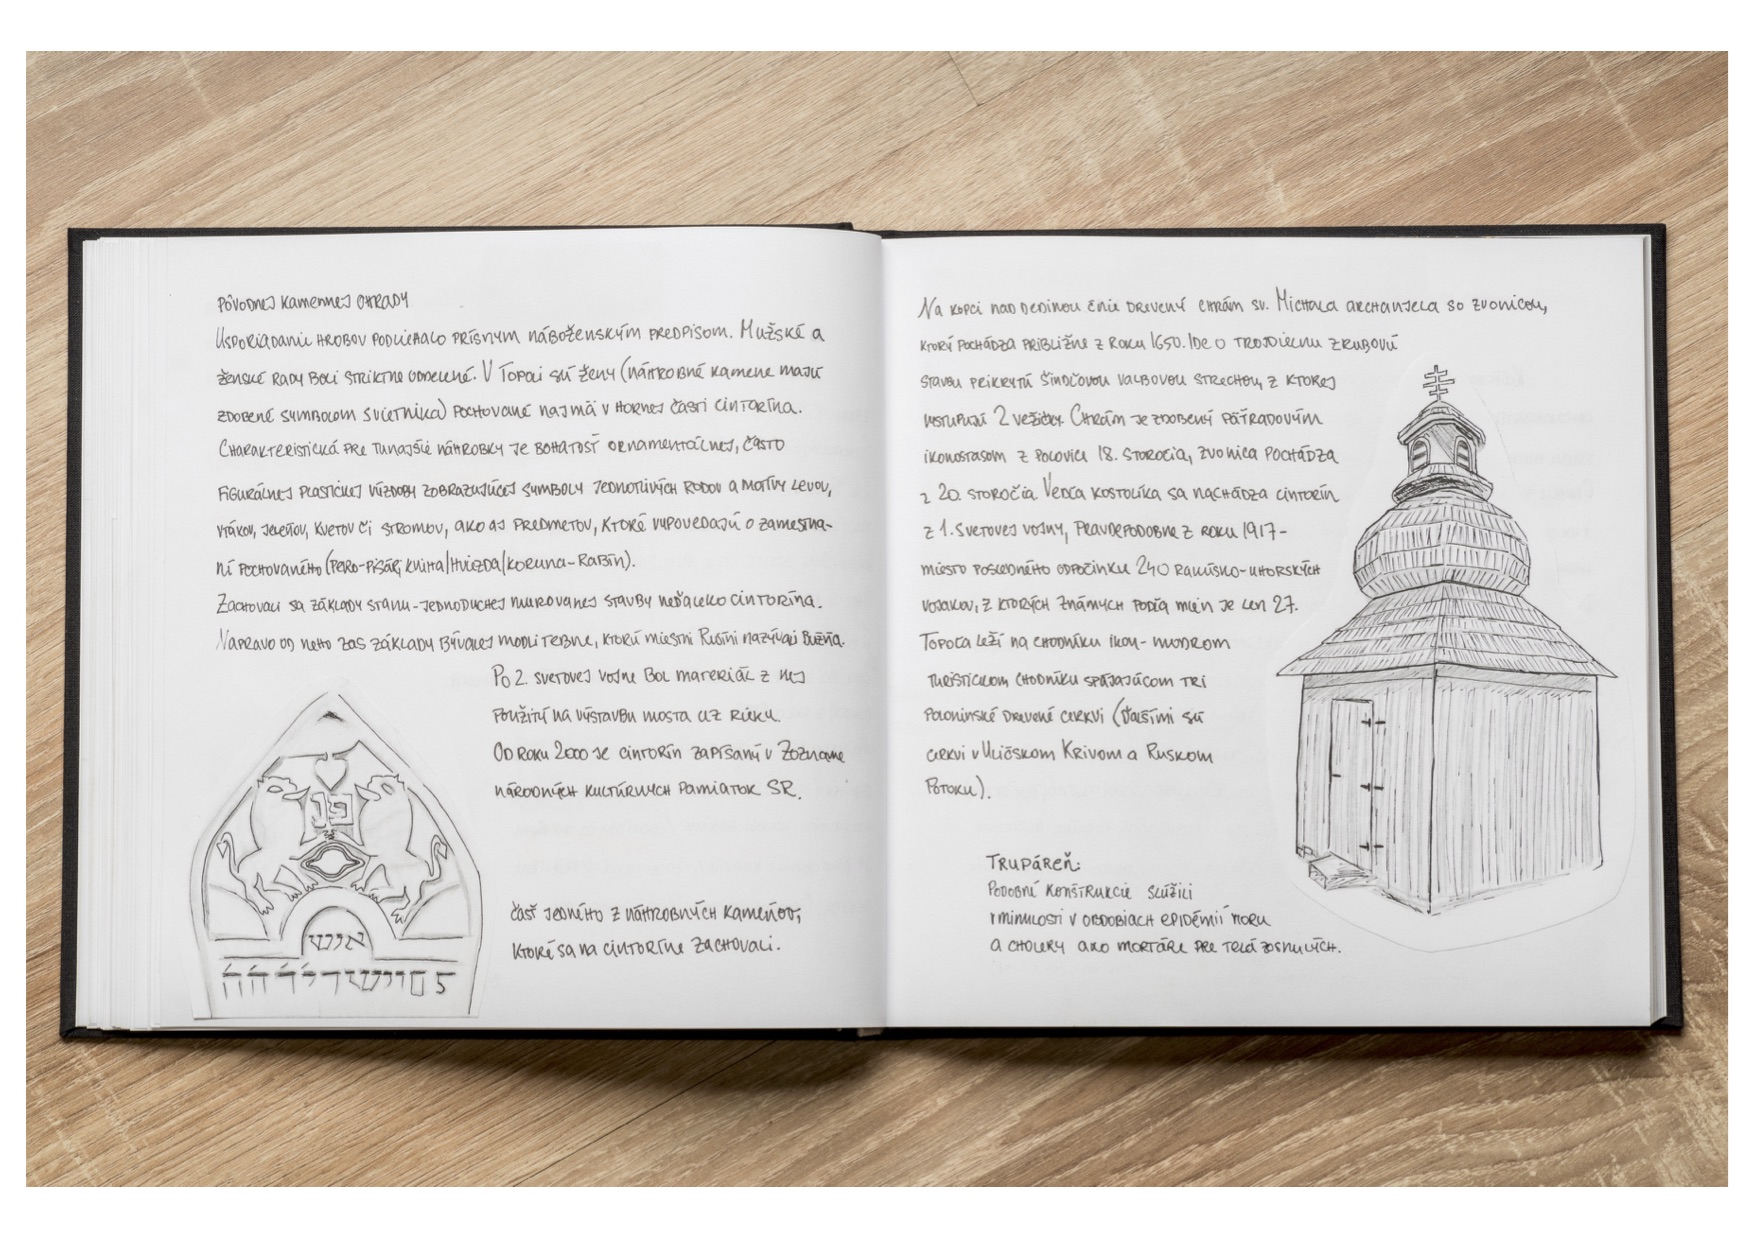 pôvodnej kamennej ohrady
Usporiadanie hrobov podliehalo prísnym náboženským predpisom. Mužské a
ženské rady boli striktne oddelené. V Topoli sú ženy (náhrobné kamene majú
zdobené symbolom svietnika) pochované najmä v hornej časti cintorína.
Charakteristická pre tunajšie náhrobky je bohatosť ornamentálnej, často
figurálnej plastickej výzdoby zobrazujúcej symboly jednotlivých rodov a motívy levov,
vtákov, jeleňov, kvetov či stromov, ako aj predmetov, ktoré vypovedajú o zamestna-
ní pochovaného (pero-pisár, kniha/hviezda/koruna-rabín).
Zachovali sa základy stanu-jednoduchej murovanej stavby neďaleko cintorína.
Napravo od neho zas základy bývalej modlitebne, ktorú miestni Rusíni nazývali Bužňa.
Po 2. svetovej vojne bol materiál z nej
použitý na výstavbu mosta cez rieku.
Od roku 2000 je cintorín zapísaný v Zozname
národných kultúrnych pamiatok SR.
פנ
איש
ה ה ר
5
časť jedného z náhrobných kameňov,
ktoré sa na cintoríne zachovali.
Na kopci nad dedinou čnie drevený chrám sv. Michala archanjela so zvonicou,
ktorý pochádza približne z roku 1650. Ide o trojdielnu zrubovú
stavbu prikrytú šindľovou valbovou strechou, z ktorej
vystupujú 2 vežičky. Chrám je zdobený päťradovým
ikonostasom z polovice 18. storočia, zvonica pochádza
z 20. storočia Vedľa kostolíka sa nachádza cintorín
z 1. svetovej vojny, pravdepodobne z roku 1917-
miesto posledného odpočinku 240 rakúsko-uhorských
vojakov, z ktorých známych podľa mien je len 27.
Topoľa leží na chodníku ikon- modrom
turistickom chodníku spájajúcom tri
poloninské drevené cerkvi (ďalšími sú
cerkvi v Uličskom Krivom a Ruskom
Potoku).
Trupáreň:
Podobné konštrukcie slúžili
v minulosti v obdobiach epidémií moru
a cholery ako mortáre pre telá zosnulých.